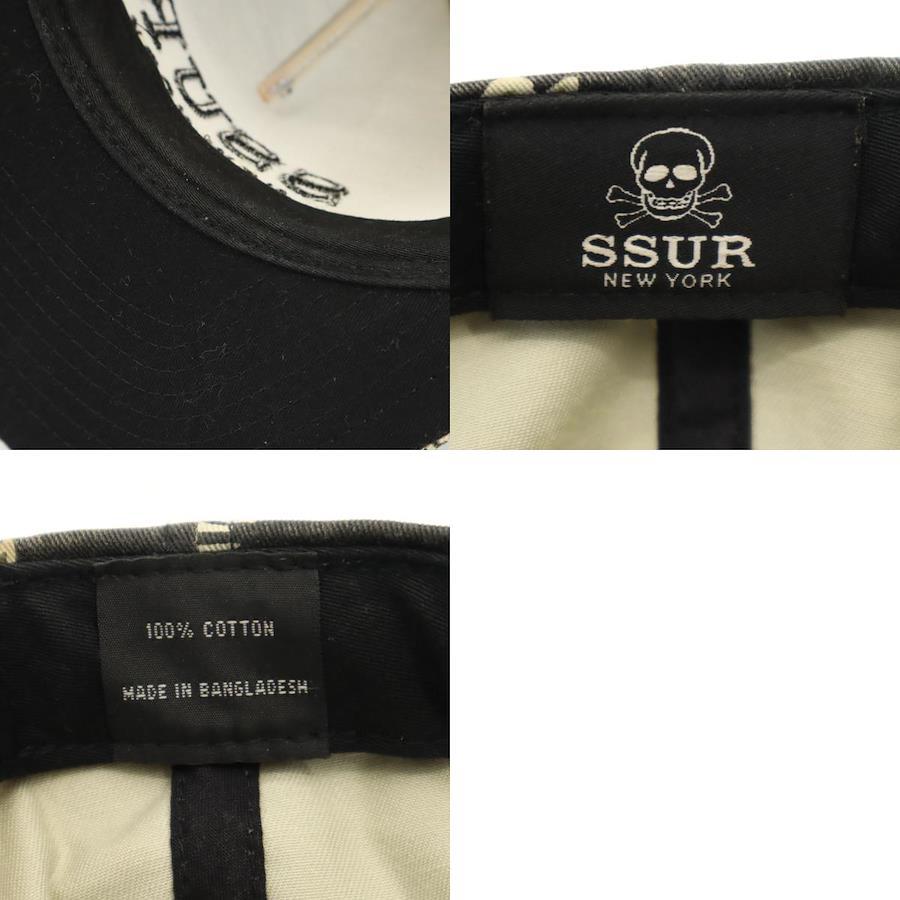 SSUR
NEW YORK
100% COTTON
MADE IN BANGLADESH